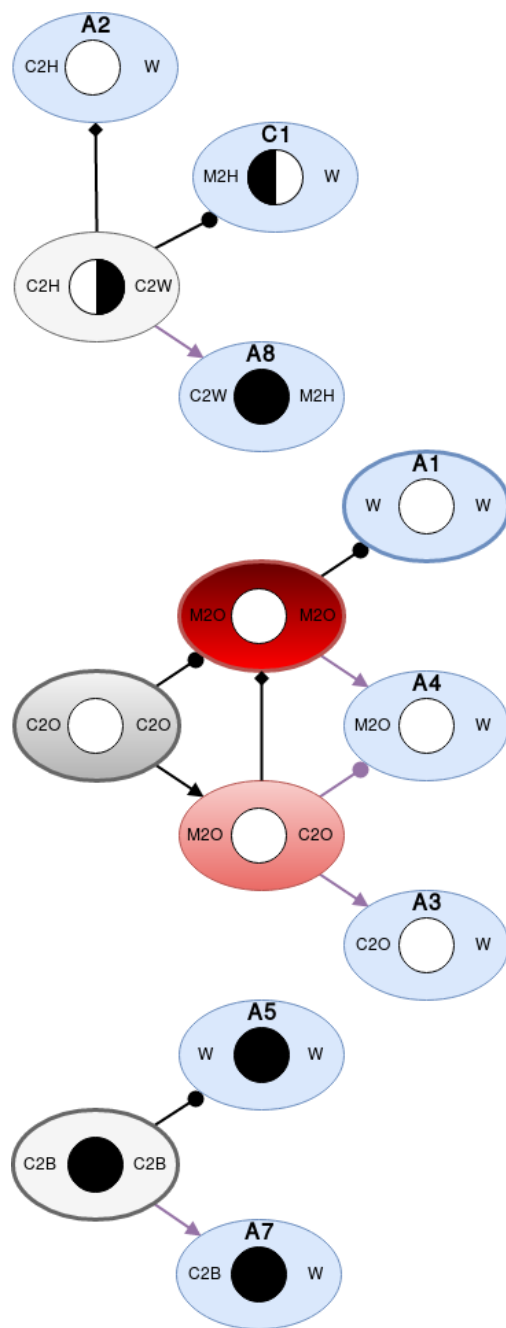 A2
C2H W
C1
M2H W
C2H C2W
A8
C2W M2H
A1
W W
M2O M2O
A4
C2O C2O
M2O W
M2O C2O
A3
C2O W
A5
W W
C2B C2B
A7
C2B W